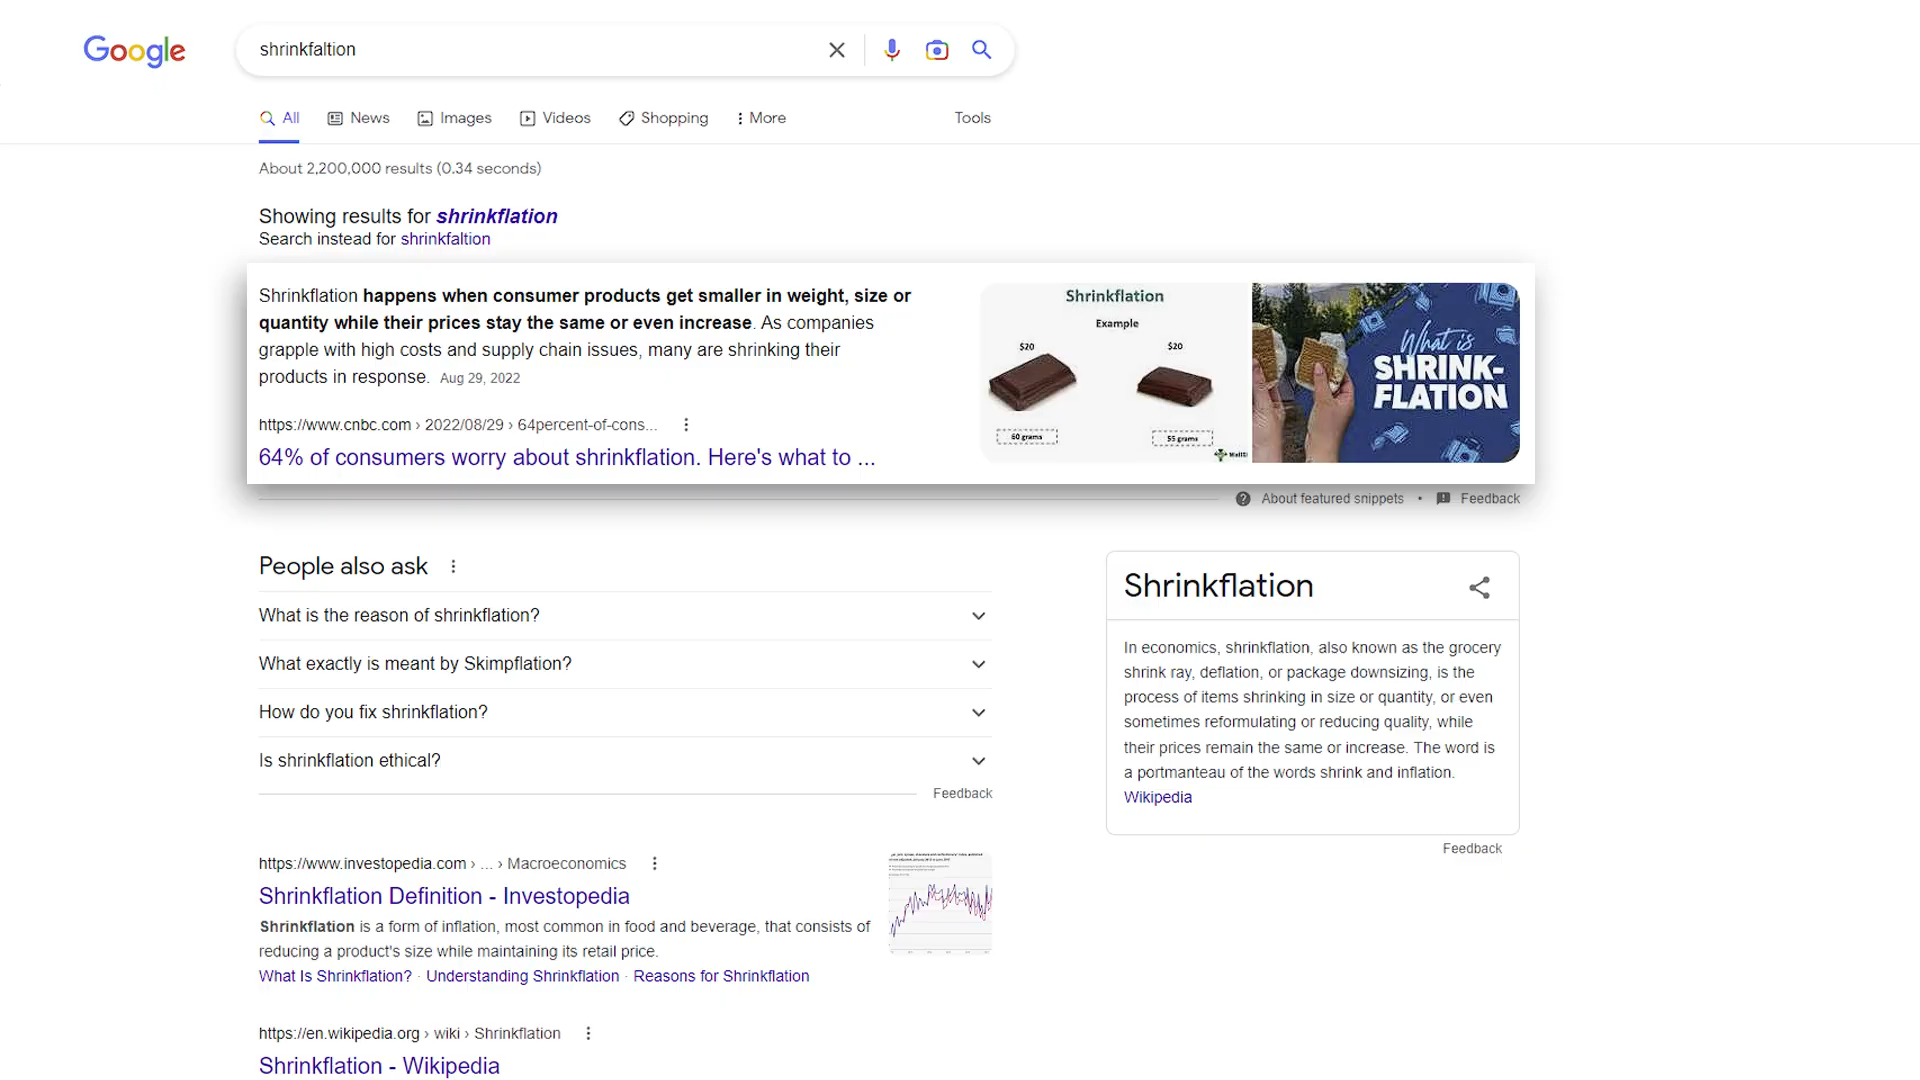 Google
shrinkfaltion
All News Images Videos Shopping More Tools
About 2,200,000 results (0.34 seconds)
Showing results for shrinkflation
Search instead for shrinkfaltion
Shrinkflation happens when consumer products get smaller in weight, size or
quantity while their prices stay the same or even increase. As companies
grapple with high costs and supply chain issues, many are shrinking their
products in response. Aug 29, 2022
https://www.cnbc.com › 2022/08/29 › 64percent-of-cons...
64% of consumers worry about shrinkflation. Here's what to ...
Shrinkflation
Example
$20 $20
60 grams 55 grams
What is
SHRINK-
FLATION
About featured snippets • Feedback
People also ask
What is the reason of shrinkflation?
What exactly is meant by Skimpflation?
How do you fix shrinkflation?
Is shrinkflation ethical?
Feedback
Shrinkflation
In economics, shrinkflation, also known as the grocery
shrink ray, deflation, or package downsizing, is the
process of items shrinking in size or quantity, or even
sometimes reformulating or reducing quality, while
their prices remain the same or increase. The word is
a portmanteau of the words shrink and inflation.
Wikipedia
Feedback
https://www.investopedia.com › ... › Macroeconomics
Shrinkflation Definition - Investopedia
Shrinkflation is a form of inflation, most common in food and beverage, that consists of
reducing a product's size while maintaining its retail price.
What Is Shrinkflation? · Understanding Shrinkflation · Reasons for Shrinkflation
https://en.wikipedia.org › wiki › Shrinkflation
Shrinkflation - Wikipedia